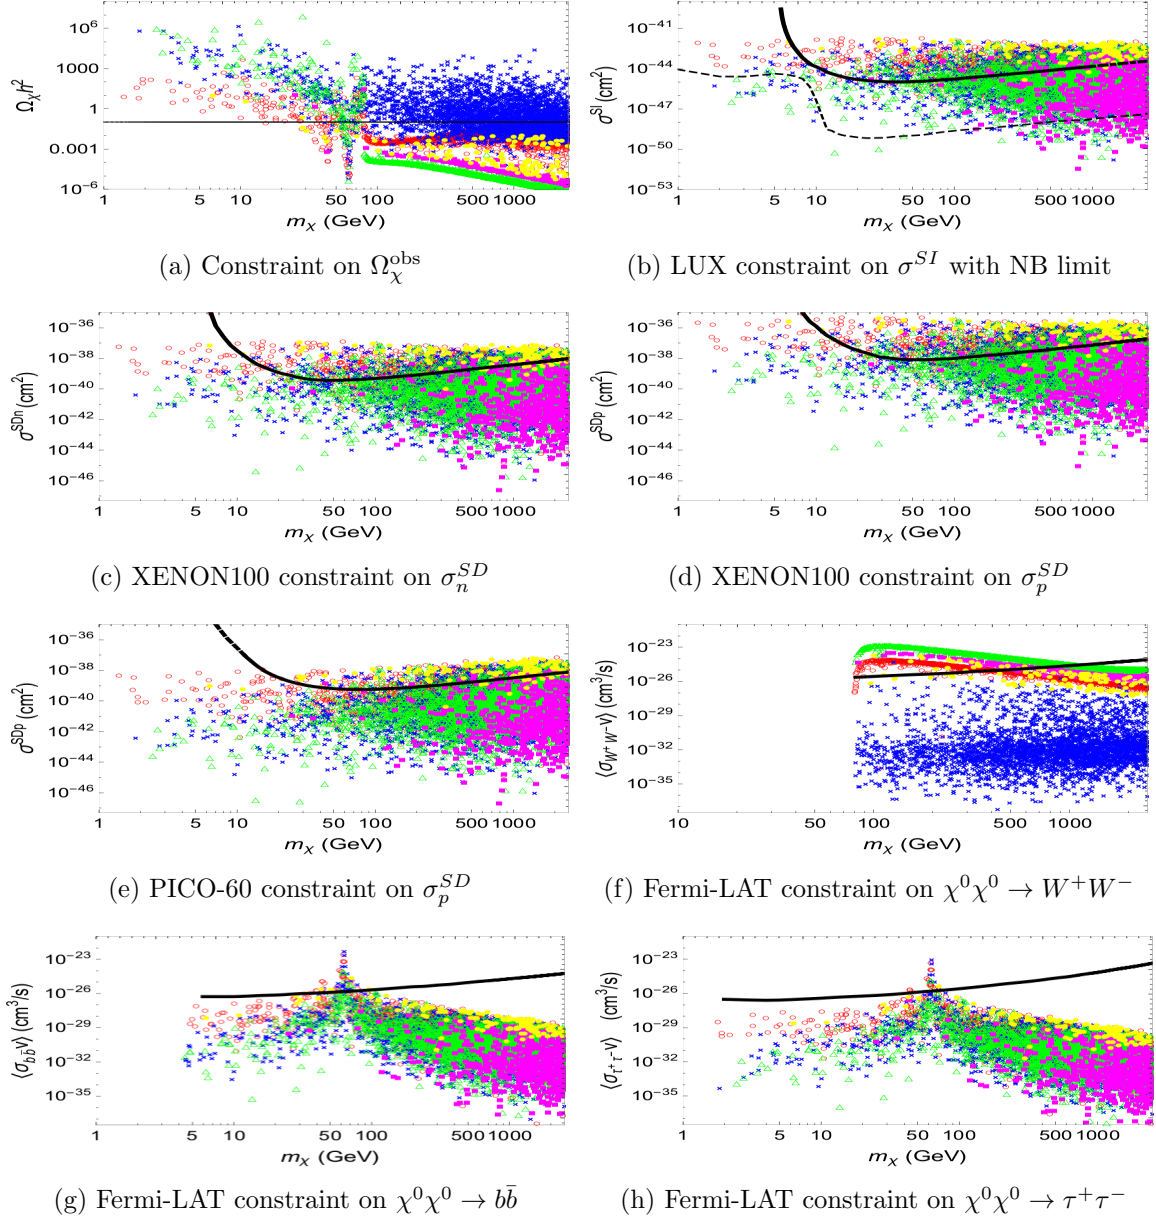 10^6
1000
1
0.001
10^-6
Ω_χh²
1 5 10 50 100 500 1000
m_χ (GeV)
(a) Constraint on Ω_χ^obs
10^-41
10^-44
10^-47
10^-50
10^-53
σ^SI (cm²)
1 5 10 50 100 500 1000
m_χ (GeV)
(b) LUX constraint on σ^SI with NB limit
10^-36
10^-38
10^-40
10^-42
10^-44
10^-46
σ^SDn (cm²)
1 5 10 50 100 500 1000
m_χ (GeV)
(c) XENON100 constraint on σ_n^SD
10^-36
10^-38
10^-40
10^-42
10^-44
10^-46
σ^SDp (cm²)
1 5 10 50 100 500 1000
m_χ (GeV)
(d) XENON100 constraint on σ_p^SD
10^-36
10^-38
10^-40
10^-42
10^-44
10^-46
σ^SDp (cm²)
1 5 10 50 100 500 1000
m_χ (GeV)
(e) PICO-60 constraint on σ_p^SD
10^-23
10^-26
10^-29
10^-32
10^-35
⟨σ_W⁺W⁻ v⟩ (cm³/s)
10 50 100 500 1000
m_χ (GeV)
(f) Fermi-LAT constraint on χ⁰χ⁰ → W⁺W⁻
10^-23
10^-26
10^-29
10^-32
10^-35
⟨σ_bb̄ v⟩ (cm³/s)
1 5 10 50 100 500 1000
m_χ (GeV)
(g) Fermi-LAT constraint on χ⁰χ⁰ → bb̄
10^-23
10^-26
10^-29
10^-32
10^-35
⟨σ_τ⁺τ⁻ v⟩ (cm³/s)
1 5 10 50 100 500 1000
m_χ (GeV)
(h) Fermi-LAT constraint on χ⁰χ⁰ → τ⁺τ⁻